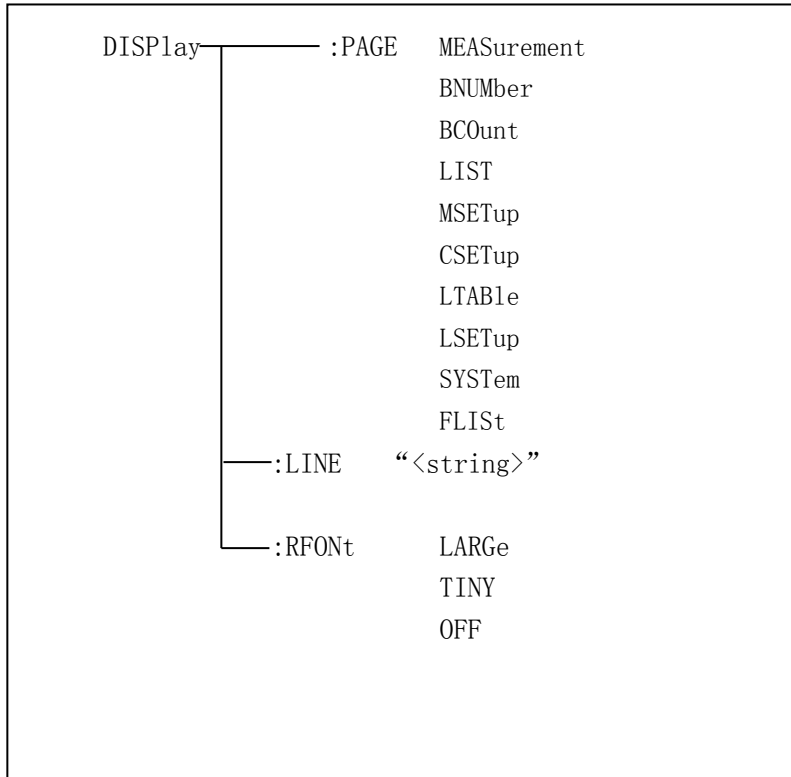 DISPlay :PAGE MEASurement
BNUMber
BCOunt
LIST
MSETup
CSETup
LTABle
LSETup
SYSTem
FLISt
:LINE “<string>”
:RFONt LARGe
TINY
OFF